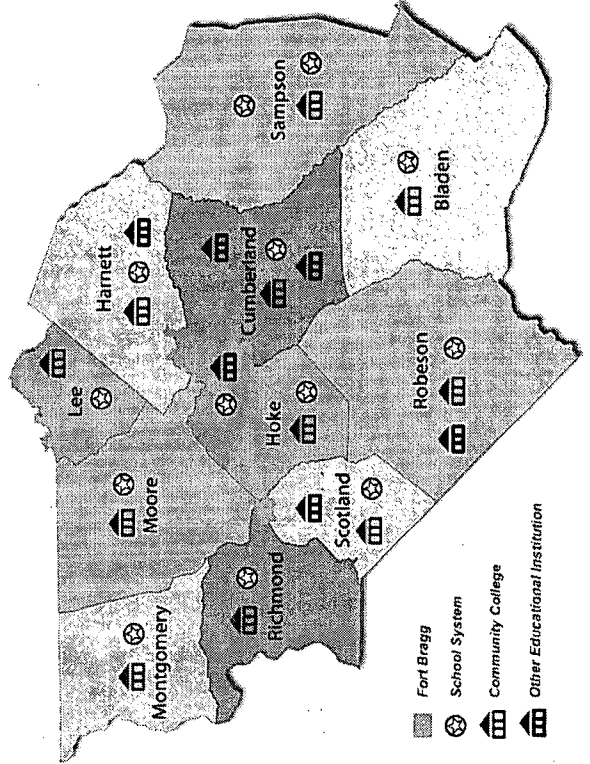 Montgomery
Moore
Lee
Harnett
Richmond
Scotland
Hoke
Cumberland
Sampson
Robeson
Bladen
Fort Bragg
School System
Community College
Other Educational Institution